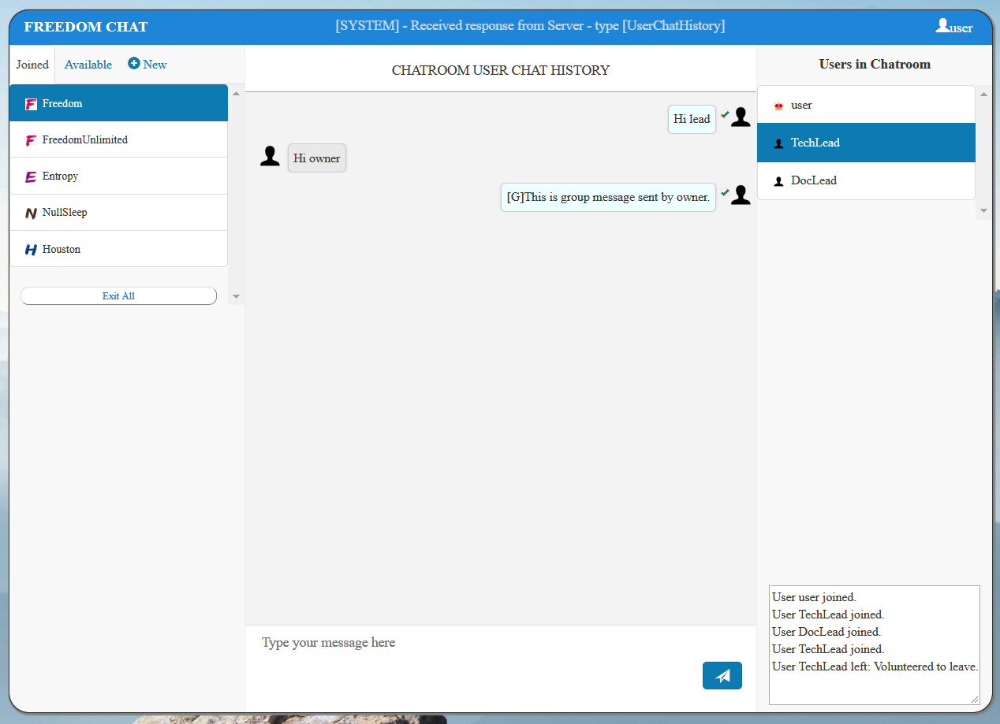 FREEDOM CHAT
[SYSTEM] - Received response from Server - type [UserChatHistory]
user
Joined
Available
New
Freedom
FreedomUnlimited
Entropy
NullSleep
Houston
Exit All
CHATROOM USER CHAT HISTORY
Hi lead
Hi owner
[G]This is group message sent by owner.
Type your message here
Users in Chatroom
user
TechLead
DocLead
User user joined.
User TechLead joined.
User DocLead joined.
User TechLead joined.
User TechLead left: Volunteered to leave.